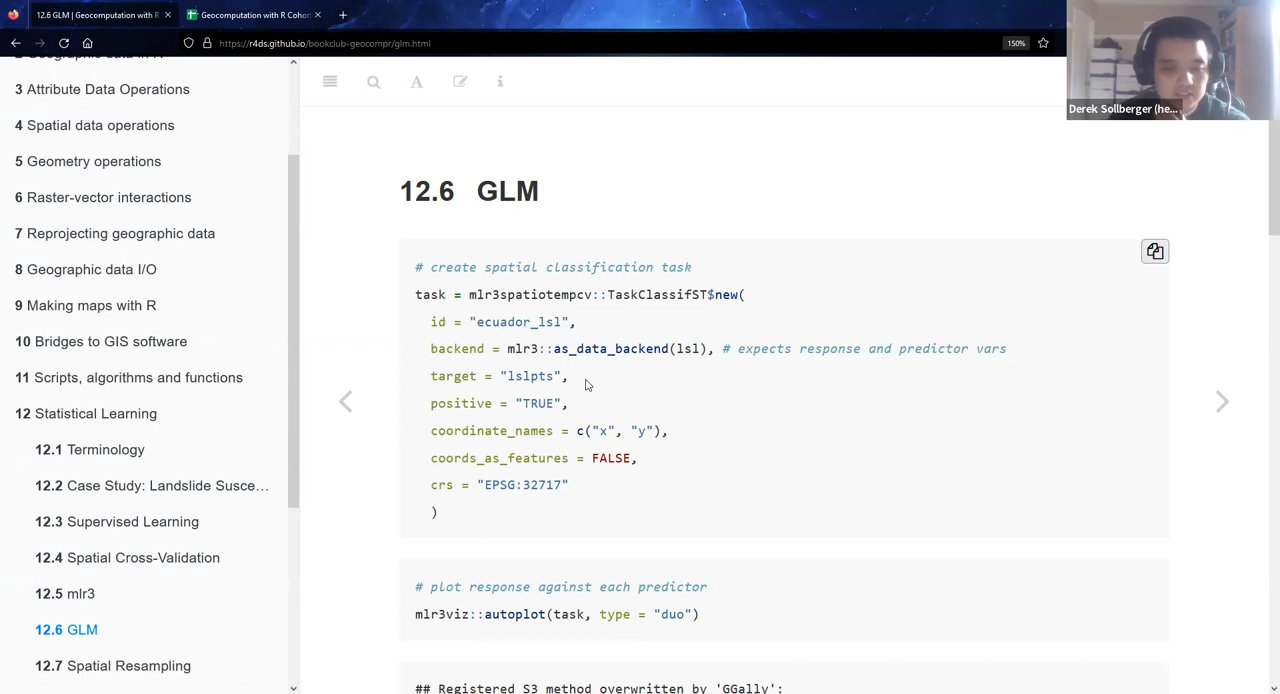 12.6 GLM | Geocomputation with R
Geocomputation with R Cohor
https://r4ds.github.io/bookclub-geocompr/glm.html
150%
Derek Sollberger (he...
3 Attribute Data Operations
4 Spatial data operations
5 Geometry operations
6 Raster-vector interactions
7 Reprojecting geographic data
8 Geographic data I/O
9 Making maps with R
10 Bridges to GIS software
11 Scripts, algorithms and functions
12 Statistical Learning
12.1 Terminology
12.2 Case Study: Landslide Susce…
12.3 Supervised Learning
12.4 Spatial Cross-Validation
12.5 mlr3
12.6 GLM
12.7 Spatial Resampling
12.6 GLM
# create spatial classification task
task = mlr3spatiotempcv::TaskClassifST$new(
id = "ecuador_lsl",
backend = mlr3::as_data_backend(lsl), # expects response and predictor vars
target = "lslpts",
positive = "TRUE",
coordinate_names = c("x", "y"),
coords_as_features = FALSE,
crs = "EPSG:32717"
)
# plot response against each predictor
mlr3viz::autoplot(task, type = "duo")
## Registered S3 method overwritten by 'GGally':